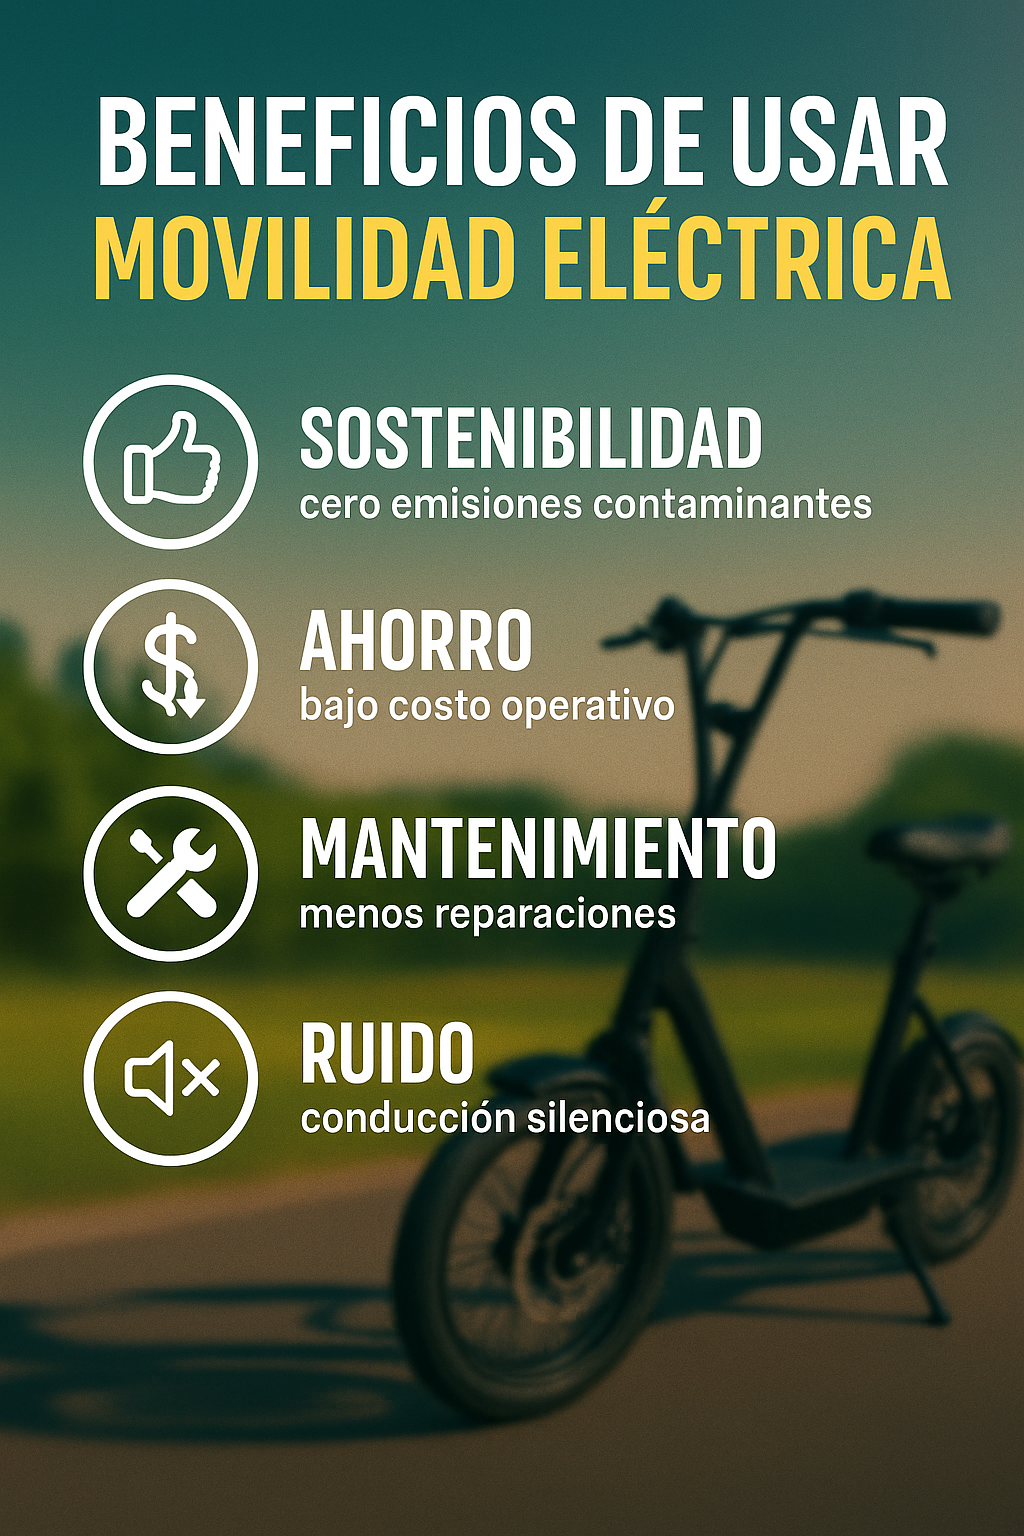 BENEFICIOS DE USAR
MOVILIDAD ELÉCTRICA
SOSTENIBILIDAD
cero emisiones contaminantes
AHORRO
bajo costo operativo
MANTENIMIENTO
menos reparaciones
RUIDO
conducción silenciosa